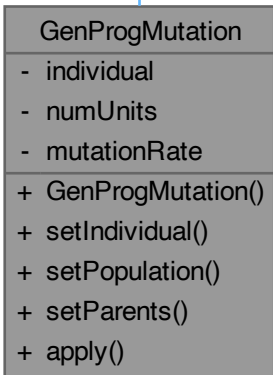 GenProgMutation
- individual
- numUnits
- mutationRate
+ GenProgMutation()
+ setIndividual()
+ setPopulation()
+ setParents()
+ apply()